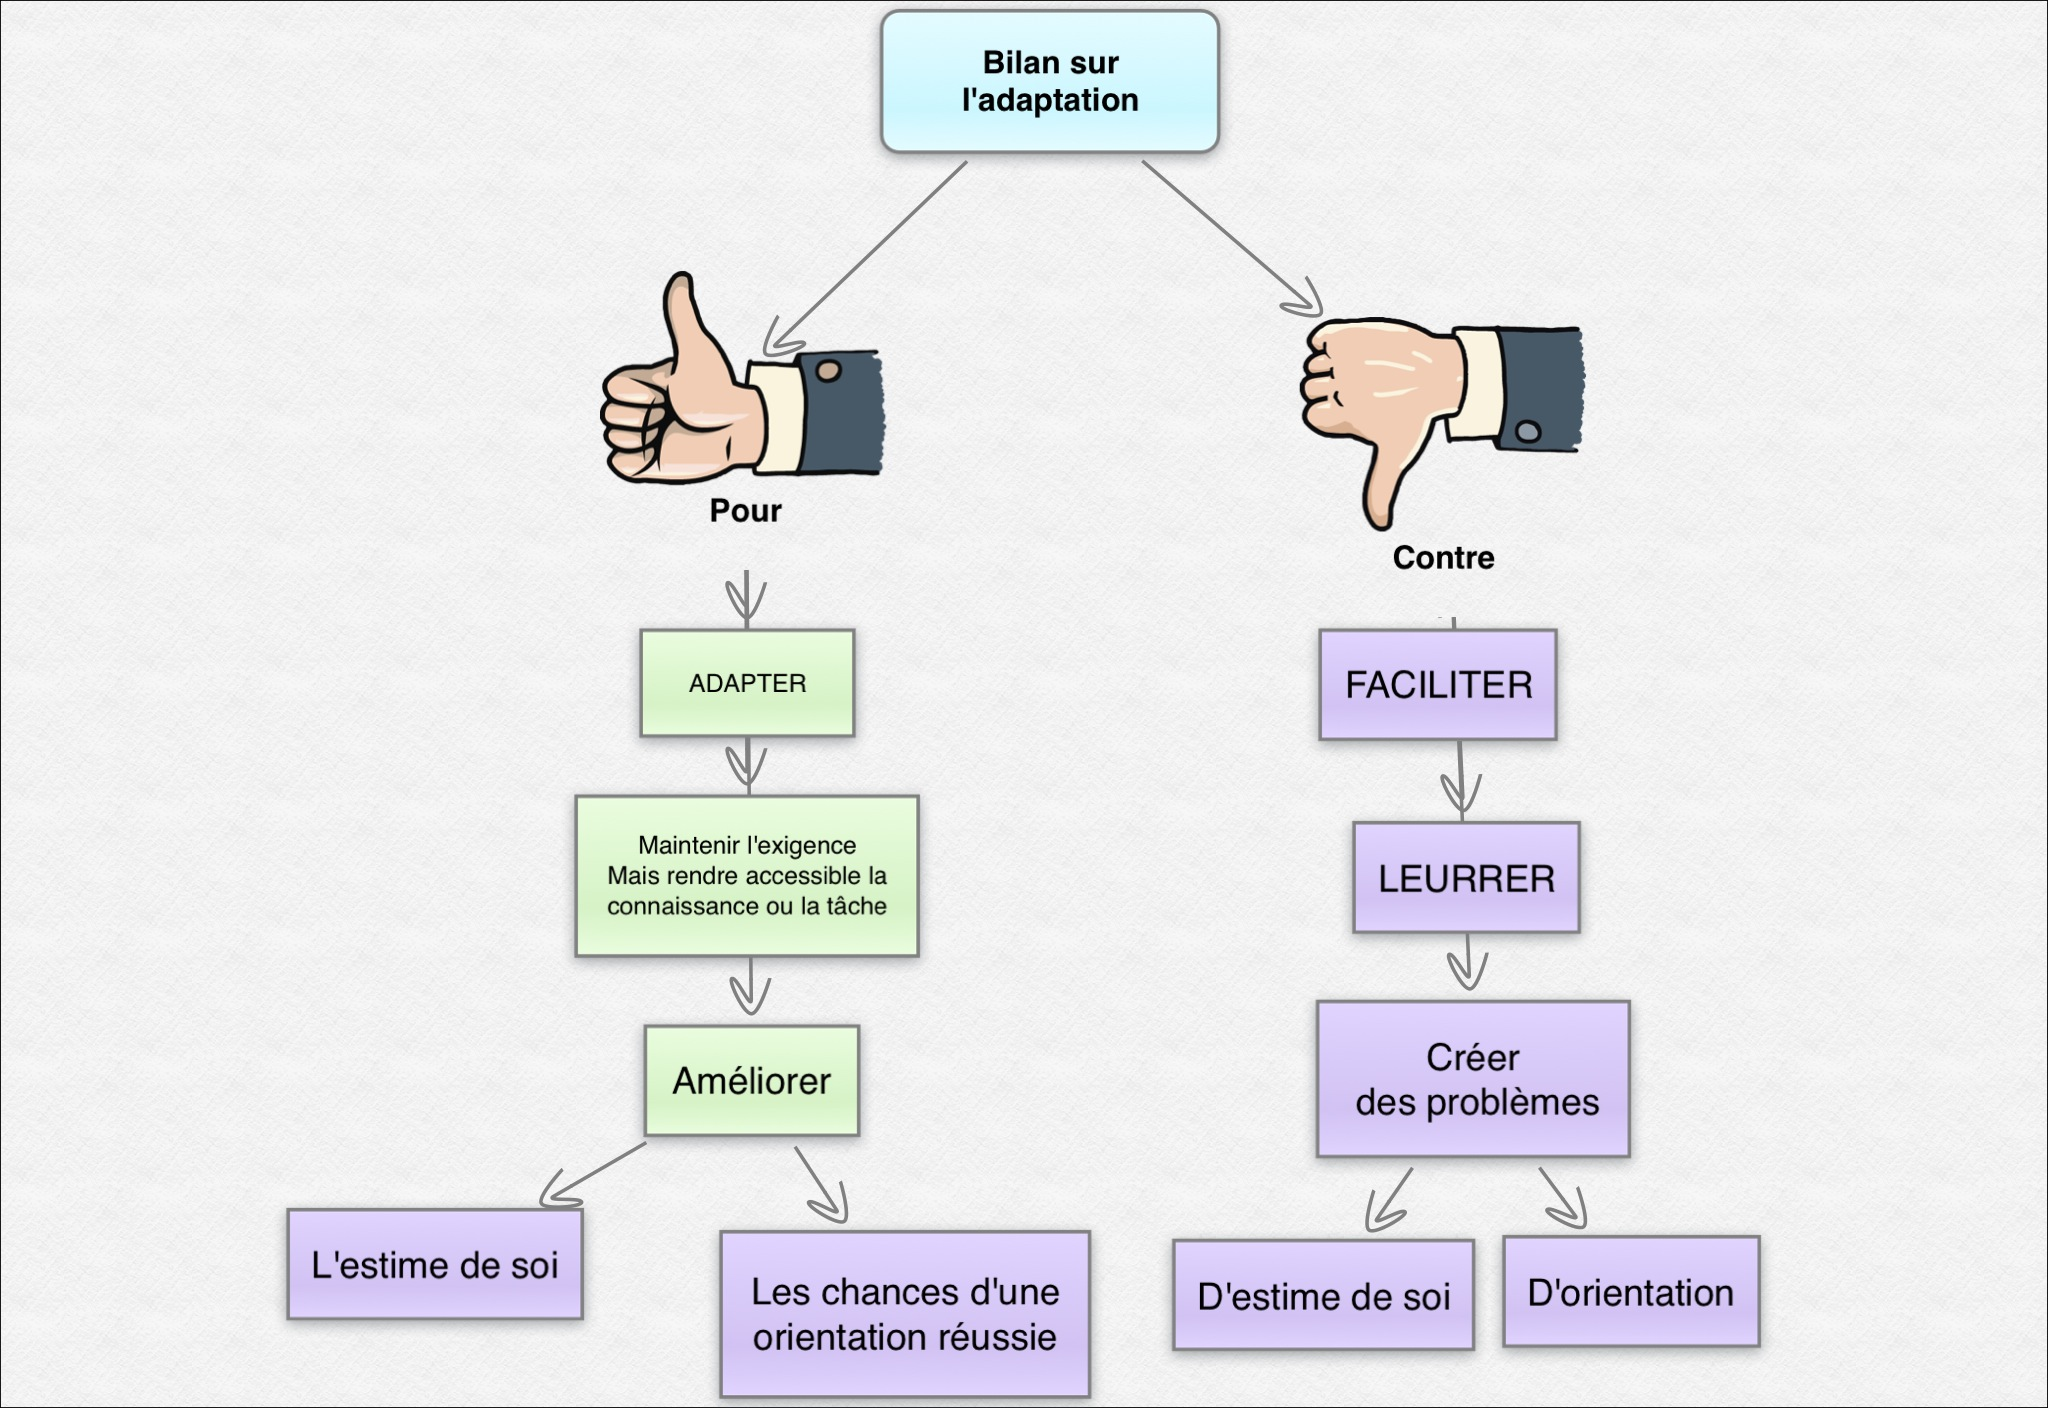 Bilan sur
l'adaptation
Pour
Contre
ADAPTER
FACILITER
Maintenir l'exigence
Mais rendre accessible la
connaissance ou la tâche
LEURRER
Améliorer
Créer
des problèmes
L'estime de soi
Les chances d'une
orientation réussie
D'estime de soi
D'orientation